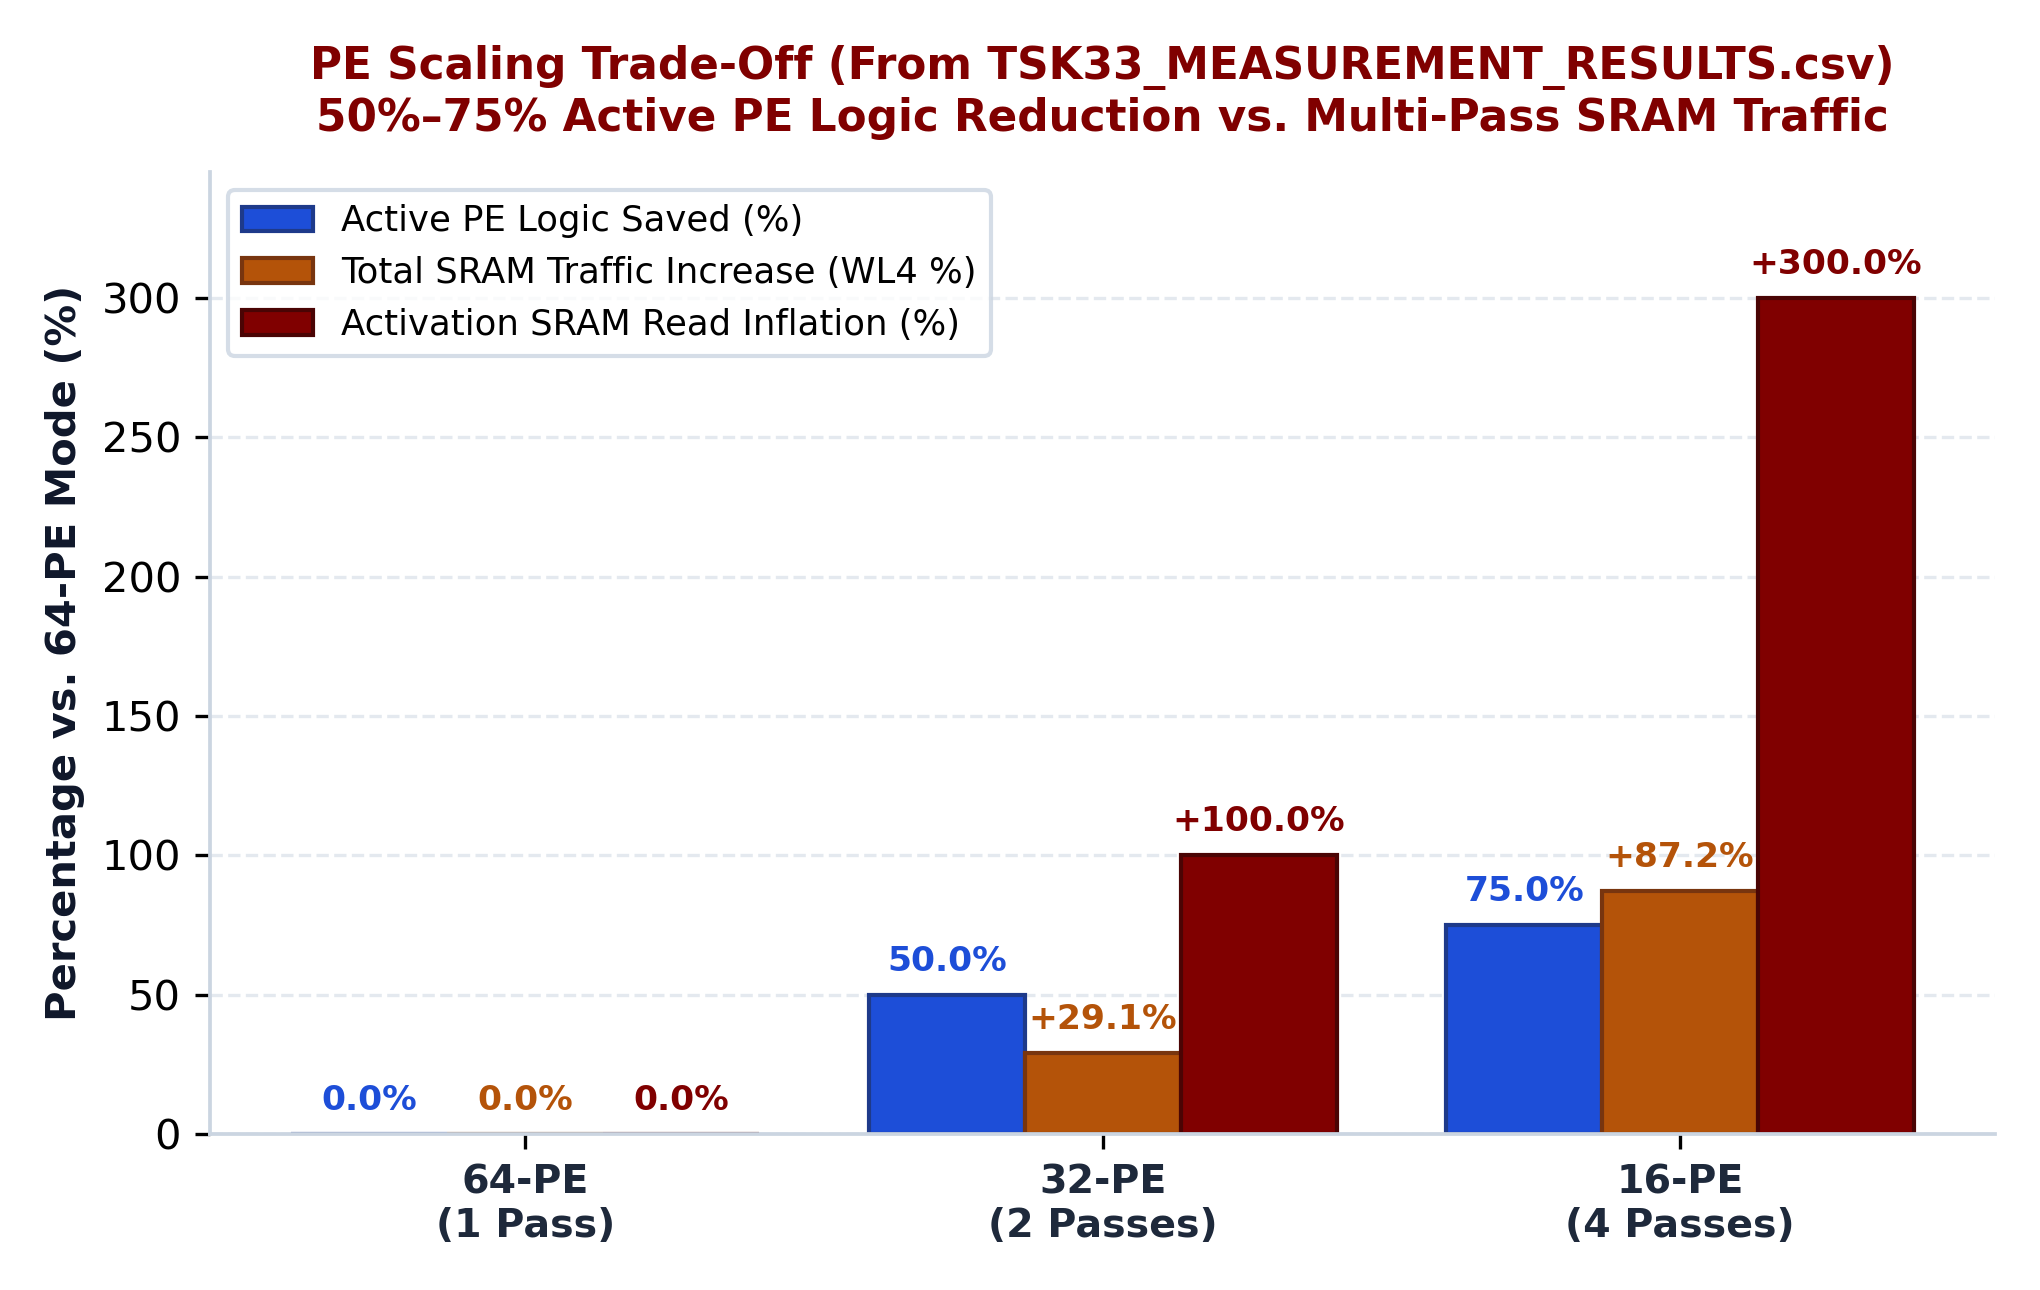 PE Scaling Trade-Off (From TSK33_MEASUREMENT_RESULTS.csv)
50%–75% Active PE Logic Reduction vs. Multi-Pass SRAM Traffic
Active PE Logic Saved (%)
Total SRAM Traffic Increase (WL4 %)
Activation SRAM Read Inflation (%)
Percentage vs. 64-PE Mode (%)
300
250
200
150
100
50
0
0.0%
0.0%
0.0%
50.0%
+29.1%
+100.0%
75.0%
+87.2%
+300.0%
64-PE
(1 Pass)
32-PE
(2 Passes)
16-PE
(4 Passes)